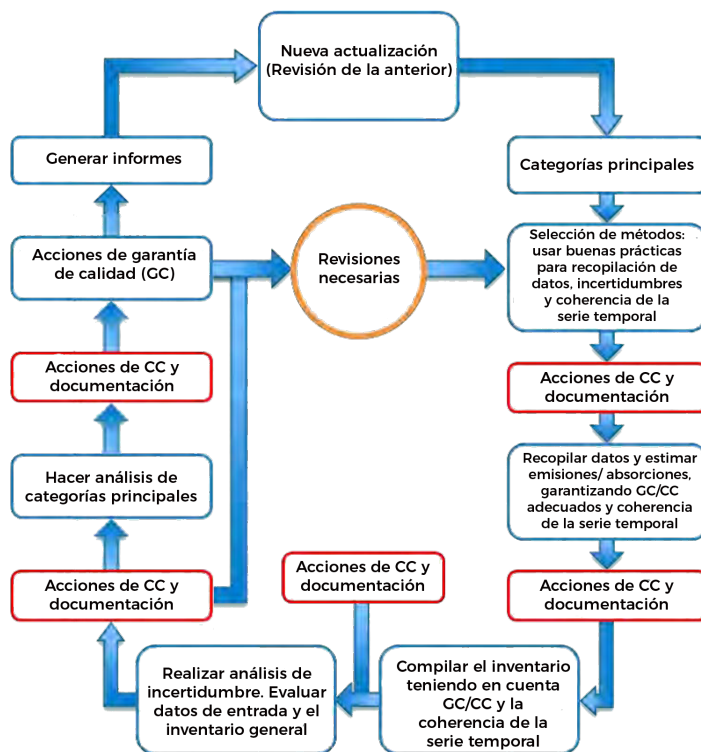 Nueva actualización
(Revisión de la anterior)
Generar informes
Categorías principales
Acciones de garantía
de calidad (GC)
Revisiones
necesarias
Selección de métodos:
usar buenas prácticas
para recopilación de
datos, incertidumbres
y coherencia de la
serie temporal
Acciones de CC y
documentación
Acciones de CC y
documentación
Hacer análisis de
categorías principales
Recopilar datos y estimar
emisiones/ absorciones,
garantizando GC/CC
adecuados y coherencia
de la serie temporal
Acciones de CC y
documentación
Acciones de CC y
documentación
Acciones de CC y
documentación
Realizar análisis de
incertidumbre. Evaluar
datos de entrada y el
inventario general
Compilar el inventario
teniendo en cuenta
GC/CC y la
coherencia de la
serie temporal